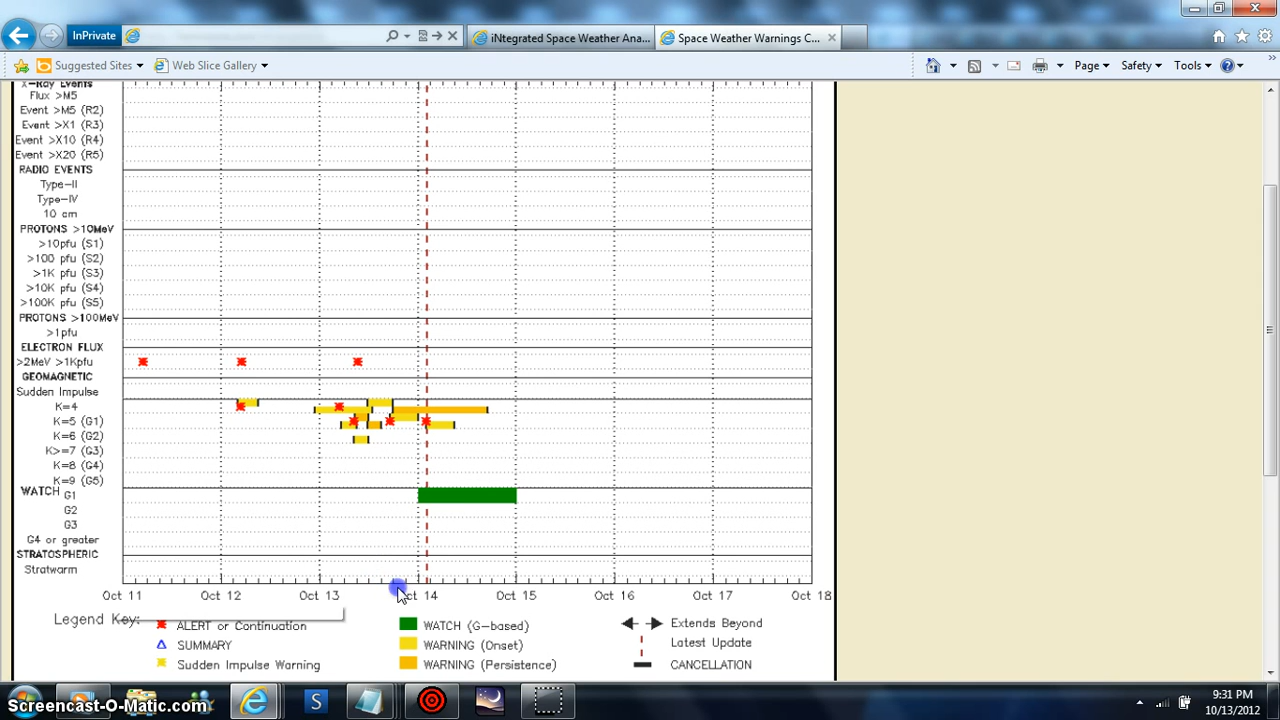 InPrivate
iNtegrated Space Weather Ana...
Space Weather Warnings C...
Suggested Sites
Web Slice Gallery
Page
Safety
Tools
X-Ray Events
Flux >M5
Event >M5 (R2)
Event >X1 (R3)
Event >X10 (R4)
Event >X20 (R5)
RADIO EVENTS
Type-II
Type-IV
10 cm
PROTONS >10MeV
>10pfu (S1)
>100 pfu (S2)
>1K pfu (S3)
>10K pfu (S4)
>100K pfu (S5)
PROTONS >100MeV
>1pfu
ELECTRON FLUX
>2MeV >1Kpfu
GEOMAGNETIC
Sudden Impulse
K=4
K=5 (G1)
K=6 (G2)
K>=7 (G3)
K=8 (G4)
K=9 (G5)
WATCH G1
G2
G3
G4 or greater
STRATOSPHERIC
Stratwarm
Oct 11 Oct 12 Oct 13 Oct 14 Oct 15 Oct 16 Oct 17 Oct 18
Legend Key:
ALERT or Continuation
SUMMARY
Sudden Impulse Warning
WATCH (G-based)
WARNING (Onset)
WARNING (Persistence)
Extends Beyond
Latest Update
CANCELLATION
Screencast-O-Matic.com
9:31 PM
10/13/2012